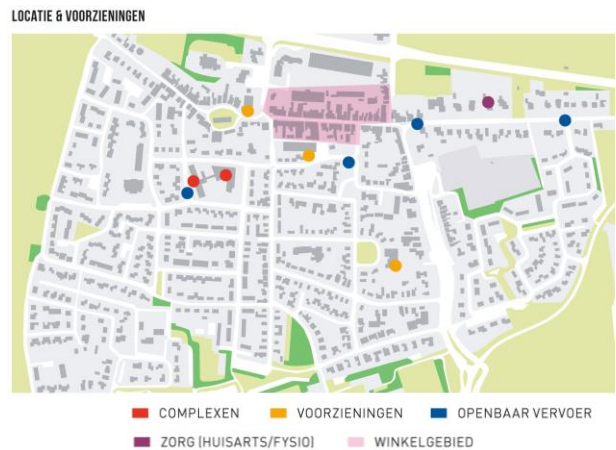 LOCATIE & VOORZIENINGEN
COMPLEXEN VOORZIENINGEN OPENBAAR VERVOER
ZORG (HUISARTS/FYSIO) WINKELGEBIED